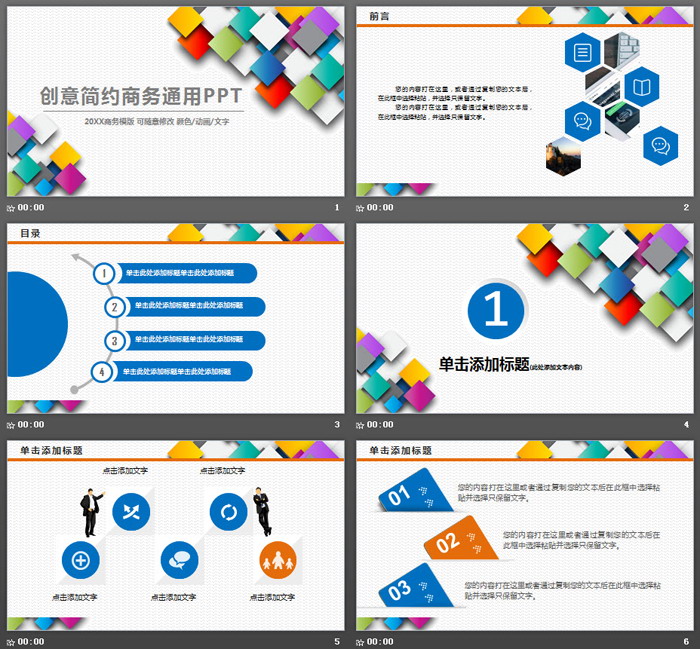 创意简约商务通用PPT
20XX商务模版 可随意修改 颜色/动画/文字
00:00
1
前言
您的内容打在这里，或者通过复制您的文本后，
在此框中选择粘贴，并选择只保留文字。
您的内容打在这里，或者通过复制您的文本后，
在此框中选择粘贴，并选择只保留文字。
00:00
2
目录
1 单击此处添加标题单击此处添加标题
2 单击此处添加标题单击此处添加标题
3 单击此处添加标题单击此处添加标题
4 单击此处添加标题单击此处添加标题
00:00
3
1
单击添加标题(此处添加文本内容)
00:00
4
单击添加标题
点击添加文字
点击添加文字
点击添加文字
点击添加文字
点击添加文字
00:00
5
单击添加标题
01
您的内容打在这里或者通过复制您的文本后在此框中选择粘
贴并选择只保留文字。
02
您的内容打在这里或者通过复制您的文本后在此框中选择粘
贴并选择只保留文字。
03
您的内容打在这里或者通过复制您的文本后在此框中选择粘
贴并选择只保留文字。
00:00
6